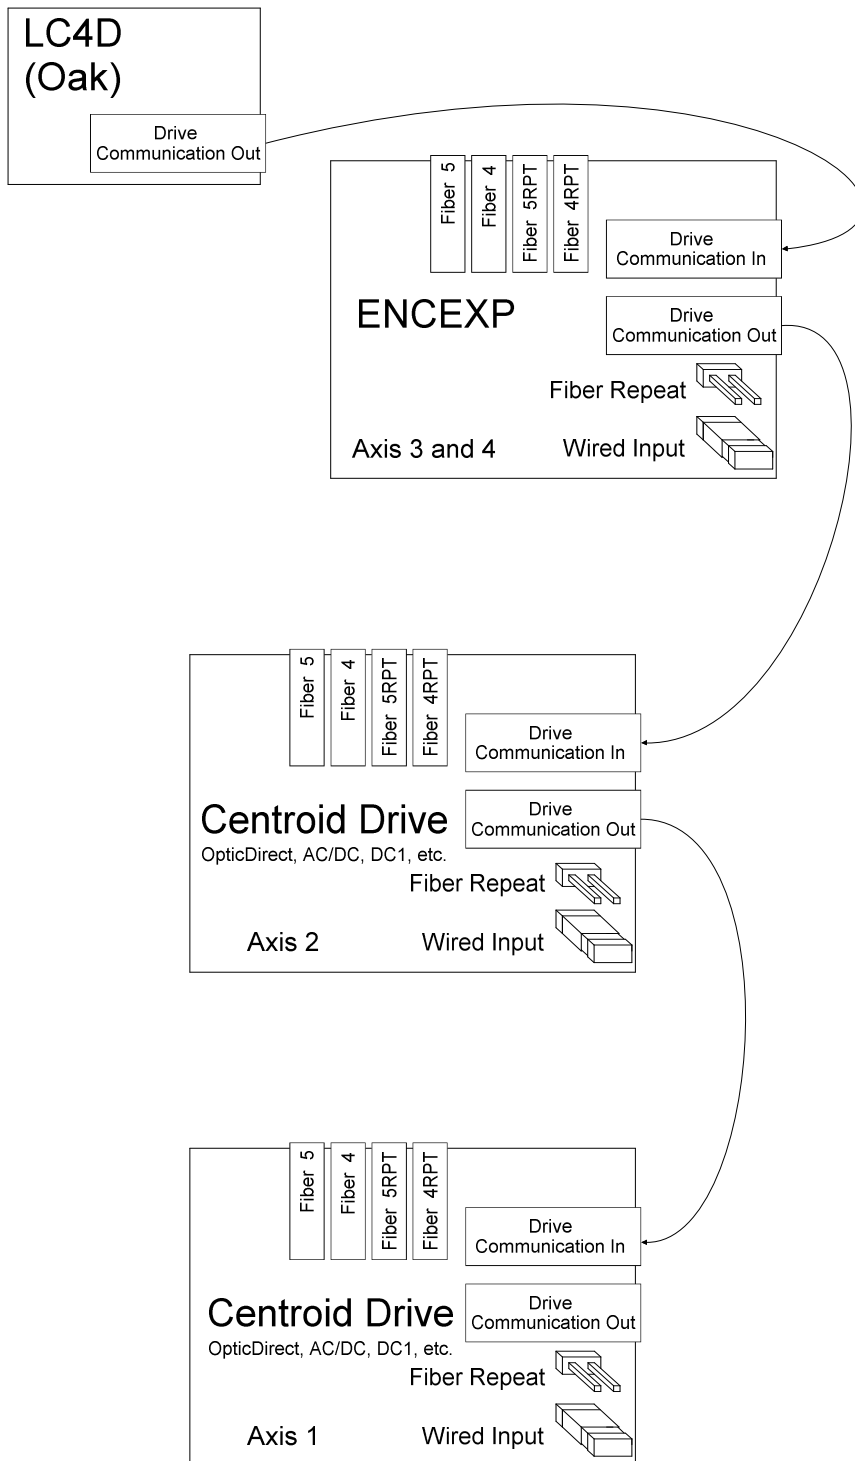 LC4D
(Oak)
Drive
Communication Out
Fiber 5
Fiber 4
Fiber 5RPT
Fiber 4RPT
Drive
Communication In
ENCEXP
Drive
Communication Out
Fiber Repeat
Axis 3 and 4
Wired Input
Fiber 5
Fiber 4
Fiber 5RPT
Fiber 4RPT
Drive
Communication In
Centroid Drive
OpticDirect, AC/DC, DC1, etc.
Drive
Communication Out
Fiber Repeat
Axis 2
Wired Input
Fiber 5
Fiber 4
Fiber 5RPT
Fiber 4RPT
Drive
Communication In
Centroid Drive
OpticDirect, AC/DC, DC1, etc.
Drive
Communication Out
Fiber Repeat
Axis 1
Wired Input